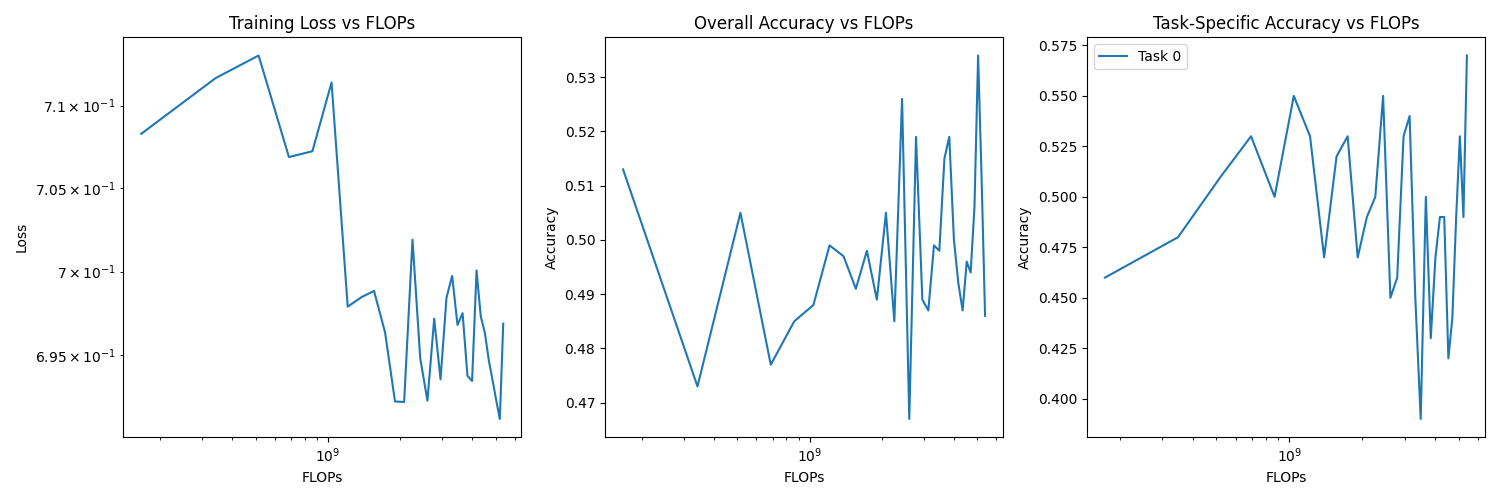 Training Loss vs FLOPs
Loss
7.1 × 10⁻¹
7.05 × 10⁻¹
7 × 10⁻¹
6.95 × 10⁻¹
10⁹
FLOPs
Overall Accuracy vs FLOPs
Accuracy
0.53
0.52
0.51
0.50
0.49
0.48
0.47
10⁹
FLOPs
Task-Specific Accuracy vs FLOPs
Task 0
Accuracy
0.575
0.550
0.525
0.500
0.475
0.450
0.425
0.400
10⁹
FLOPs